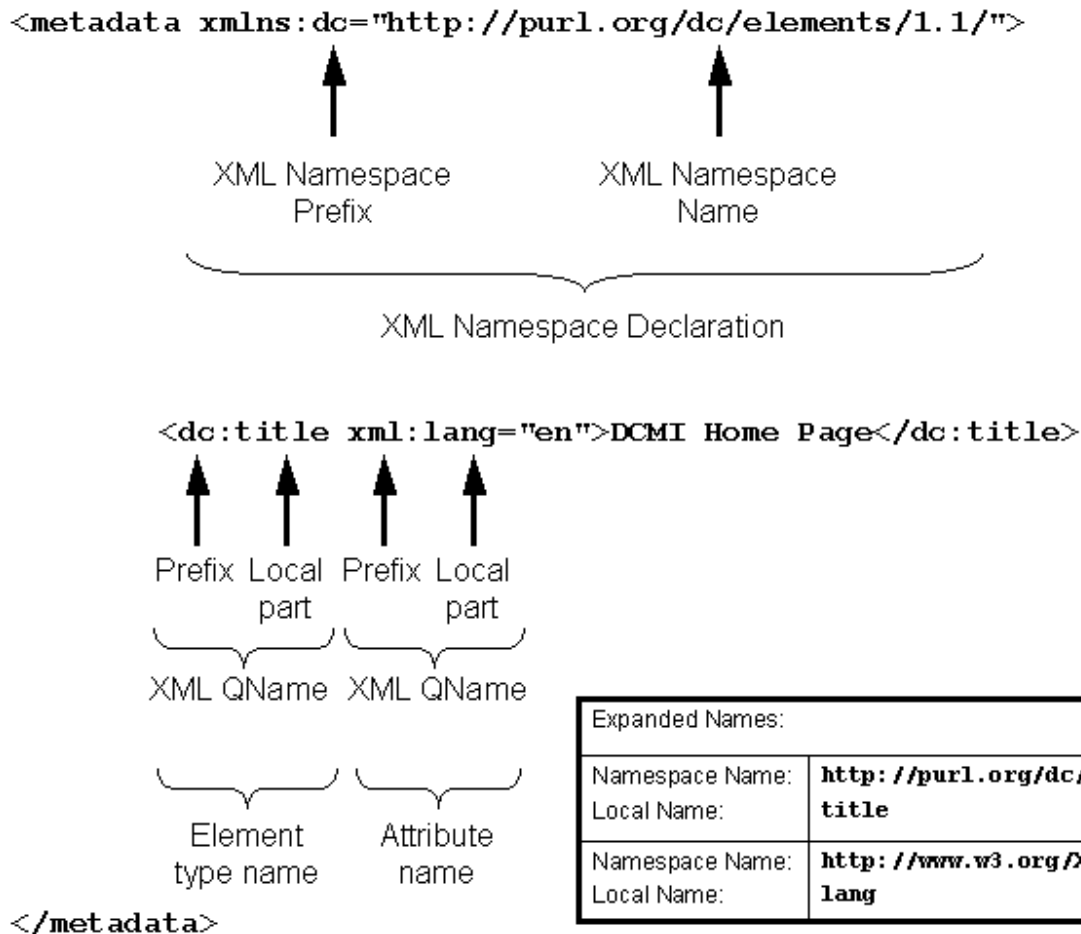 <metadata xmlns:dc="http://purl.org/dc/elements/1.1/">
XML Namespace Prefix
XML Namespace Name
XML Namespace Declaration
<dc:title xml:lang="en">DCMI Home Page</dc:title>
Prefix Local part Prefix Local part
XML QName XML QName
Element type name
Attribute name
Expanded Names:
Namespace Name: http://purl.org/dc/
Local Name: title
Namespace Name: http://www.w3.org/X
Local Name: lang
</metadata>